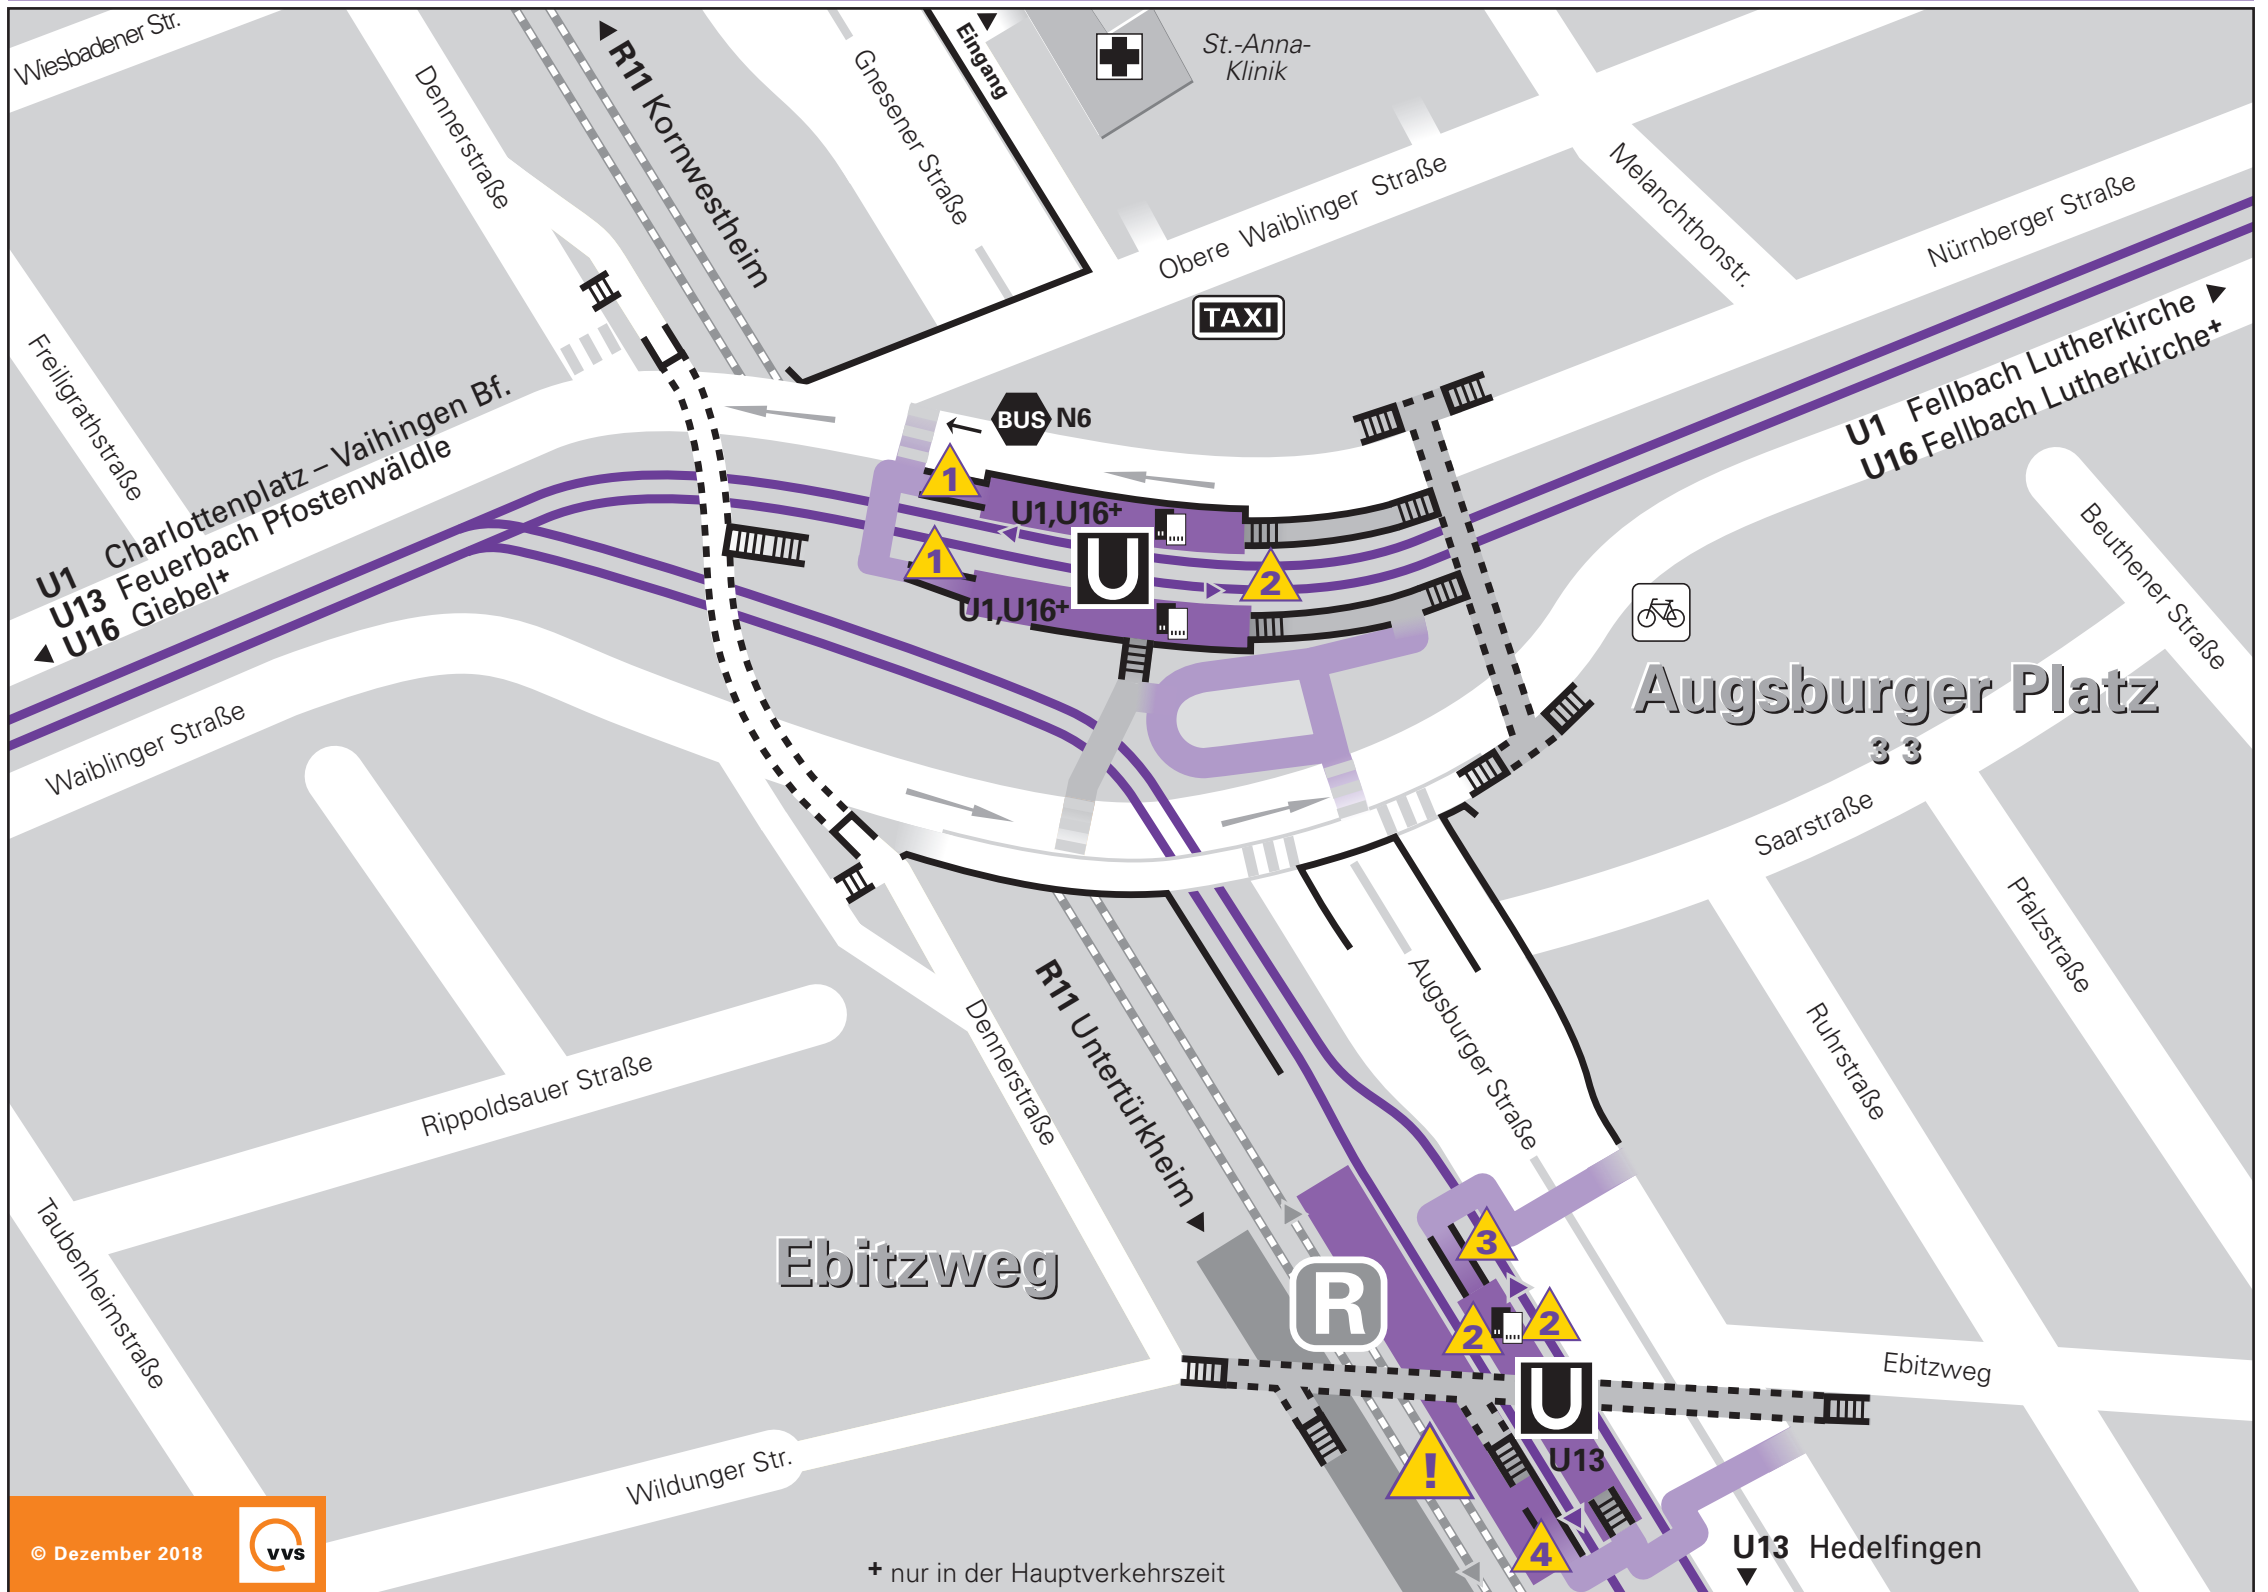 Wiesbadener Str.
Dennerstraße
R11 Kornwestheim
Gnesener Straße
Eingang
St.-Anna-
Klinik
Obere Waiblinger Straße
Melanchthonstr.
Nürnberger Straße
TAXI
Freiligrathstraße
U1 Charlottenplatz – Vaihingen Bf.
U13 Feuerbach Pfostenwäldle
U16 Giebel+
BUS N6
U1 Fellbach Lutherkirche
U16 Fellbach Lutherkirche+
1
U1,U16+
U
1
2
U1,U16+
Beuthener Straße
Augsburger Platz
3 3
Waiblinger Straße
Saarstraße
Pfalzstraße
Ruhrstraße
R11 Untertürkheim
Augsburger Straße
Dennerstraße
Rippoldsauer Straße
Taubenheimstraße
Ebitzweg
3
R
2
2
U
Ebitzweg
U13
!
4
Wildunger Str.
U13 Hedelfingen
© Dezember 2018
vvs
+ nur in der Hauptverkehrszeit